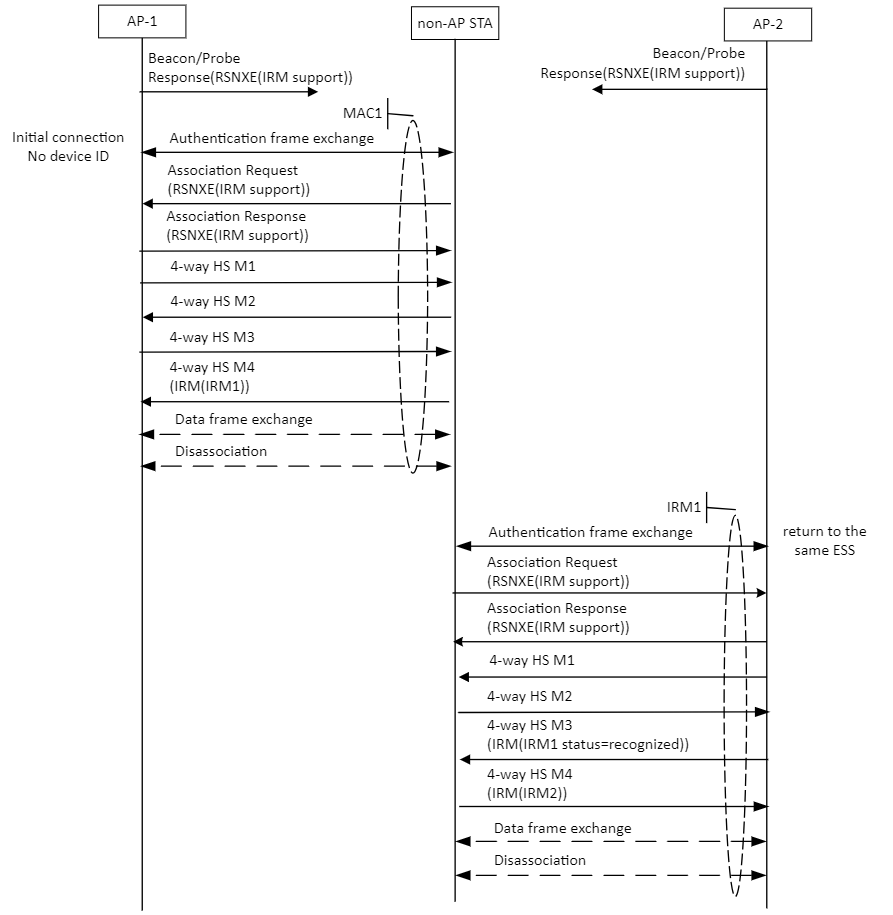 AP-1
non-AP STA
AP-2
Beacon/Probe
Response(RSNXE(IRM support))
Beacon/Probe
Response(RSNXE(IRM support))
MAC1
Initial connection
No device ID
Authentication frame exchange
Association Request
(RSNXE(IRM support))
Association Response
(RSNXE(IRM support))
4-way HS M1
4-way HS M2
4-way HS M3
4-way HS M4
(IRM(IRM1))
Data frame exchange
Disassociation
IRM1
Authentication frame exchange
return to the
same ESS
Association Request
(RSNXE(IRM support))
Association Response
(RSNXE(IRM support))
4-way HS M1
4-way HS M2
4-way HS M3
(IRM(IRM1 status=recognized))
4-way HS M4
(IRM(IRM2))
Data frame exchange
Disassociation